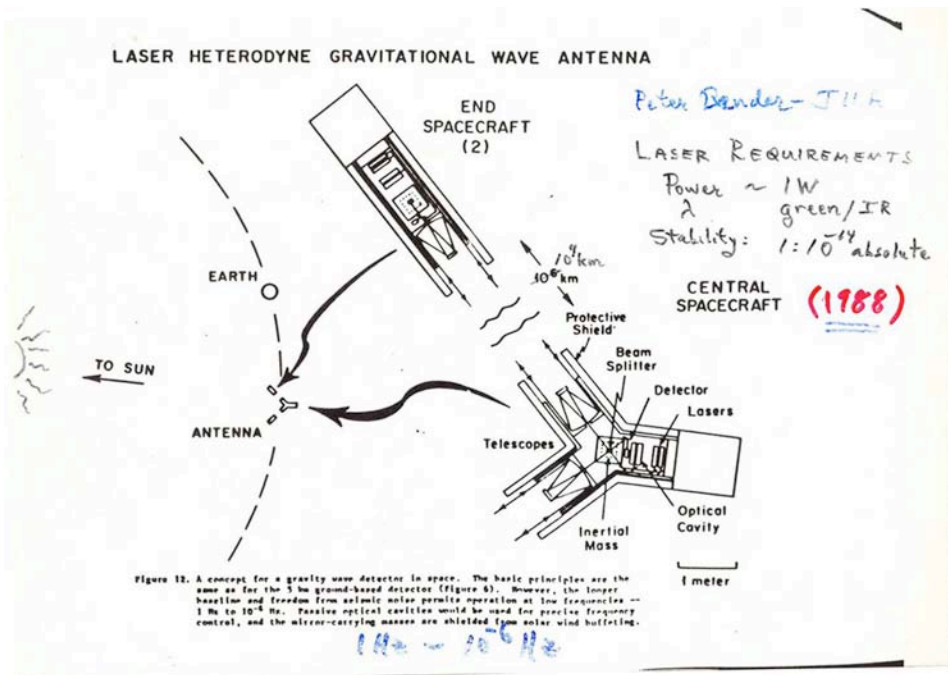 LASER HETERODYNE GRAVITATIONAL WAVE ANTENNA
Peter Bender - JILA
END
SPACECRAFT
(2)
LASER REQUIREMENTS
Power ~ 1W
λ green/IR
Stability: 1:10⁻¹⁴ absolute
10⁴ km
10⁶ km
CENTRAL
SPACECRAFT
(1988)
EARTH
Protective
Shield
Beam
Splitter
TO SUN
Detector
Lasers
ANTENNA
Telescopes
Optical
Cavity
Inertial
Mass
1 meter
Figure 12. A concept for a gravity wave detector in space. The basic principles are the
same as for the 5 km ground-based detector (figure 6). However, the longer
baseline and freedom from seismic noise permits operation at low frequencies --
1 Hz to 10⁻⁶ Hz. Passive optical cavities would be used for precise frequency
control, and the mirror-carrying masses are shielded from solar wind buffeting.
1 Hz - 10⁻⁶ Hz